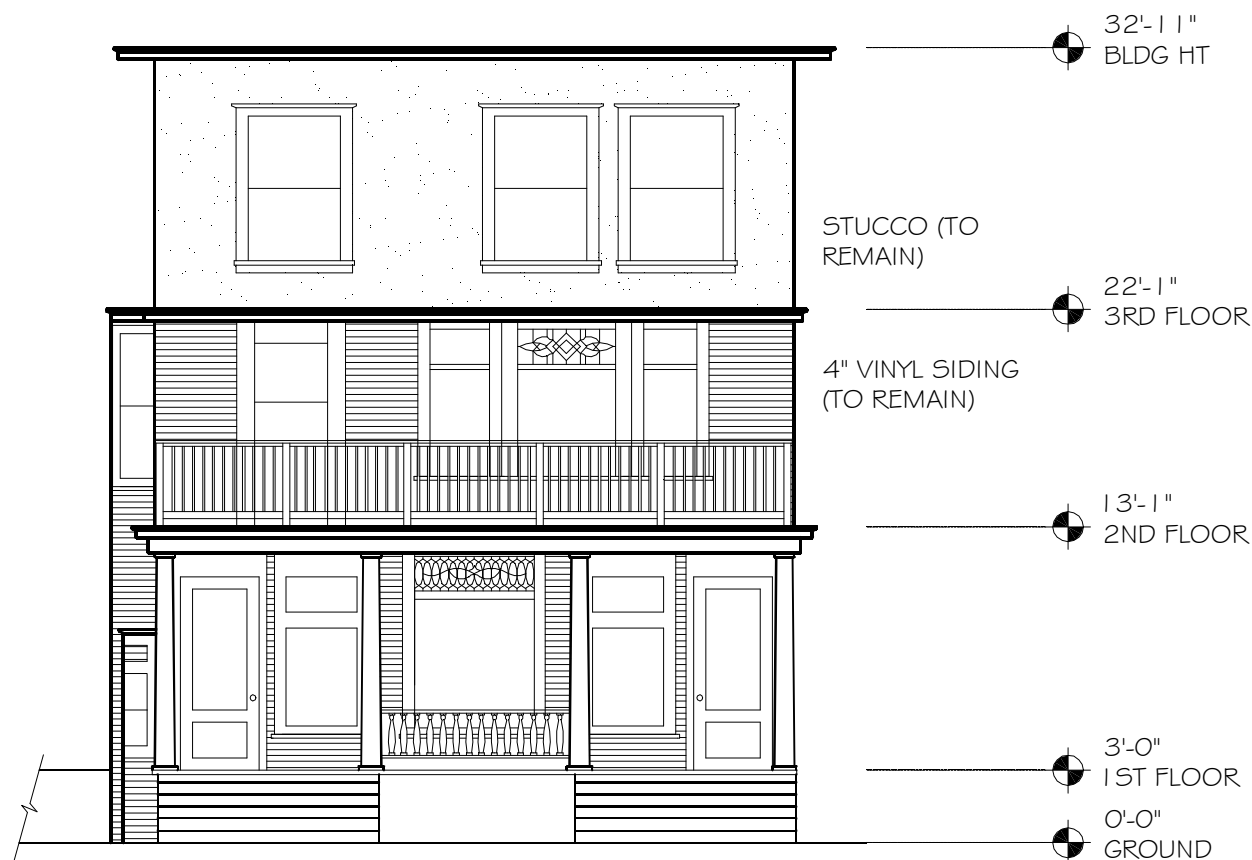 32'-11"
BLDG HT
STUCCO (TO
REMAIN)
22'-1"
3RD FLOOR
4" VINYL SIDING
(TO REMAIN)
13'-1"
2ND FLOOR
3'-0"
1ST FLOOR
0'-0"
GROUND